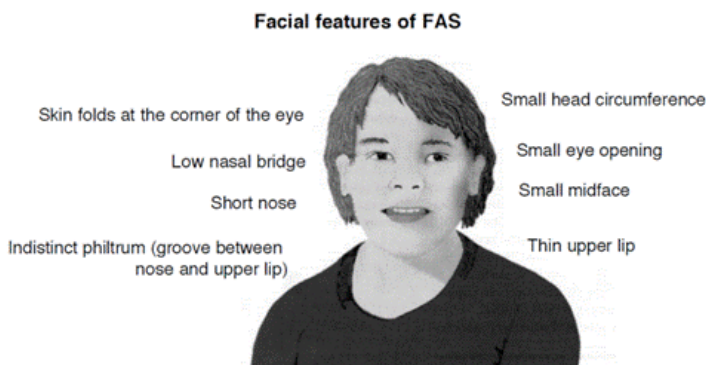 Facial features of FAS
Skin folds at the corner of the eye
Low nasal bridge
Short nose
Indistinct philtrum (groove between
nose and upper lip)
Small head circumference
Small eye opening
Small midface
Thin upper lip